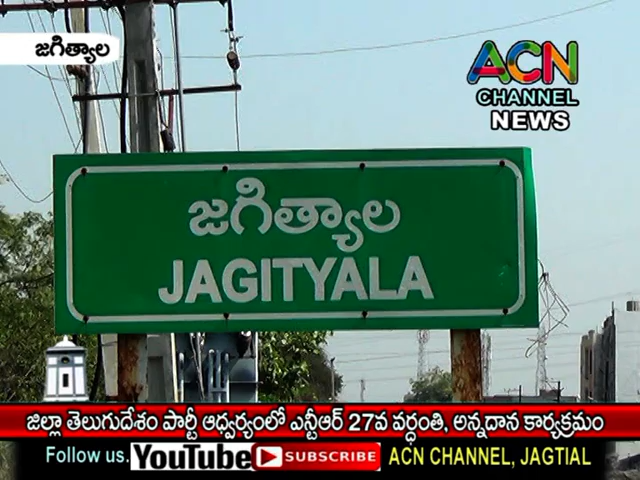 జగిత్యాల
ACN
CHANNEL
NEWS
జగిత్యాల
JAGITYALA
జిల్లా తెలుగుదేశం పార్టీ ఆధ్వర్యంలో ఎన్టీఆర్ 27వ వర్ధంతి, అన్నదాన కార్యక్రమం
Follow us. YouTube SUBSCRIBE ACN CHANNEL, JAGTIAL